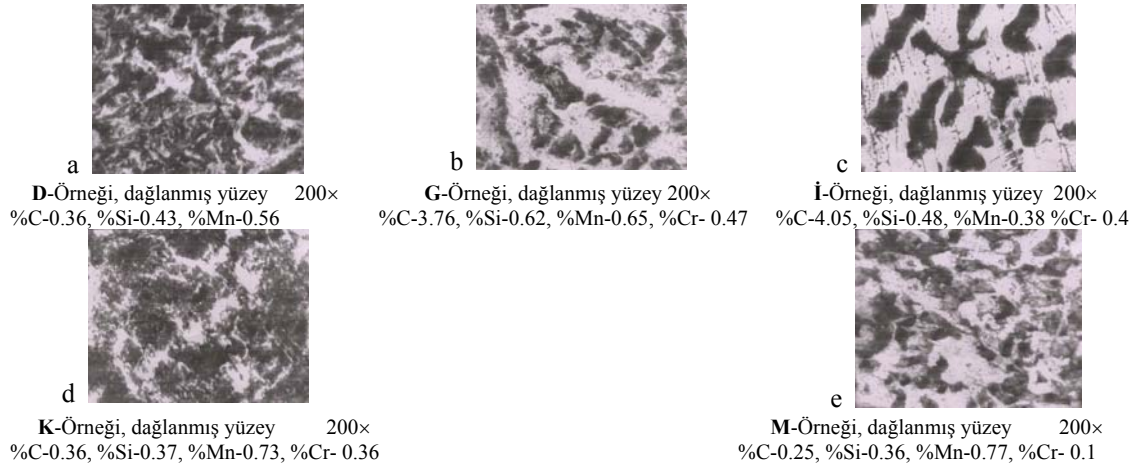 a
b
c
D-Örneği, dağlanmış yüzey 200×
%C-0.36, %Si-0.43, %Mn-0.56
G-Örneği, dağlanmış yüzey 200×
%C-3.76, %Si-0.62, %Mn-0.65, %Cr- 0.47
İ-Örneği, dağlanmış yüzey 200×
%C-4.05, %Si-0.48, %Mn-0.38 %Cr- 0.4
d
e
K-Örneği, dağlanmış yüzey 200×
%C-0.36, %Si-0.37, %Mn-0.73, %Cr- 0.36
M-Örneği, dağlanmış yüzey 200×
%C-0.25, %Si-0.36, %Mn-0.77, %Cr- 0.1